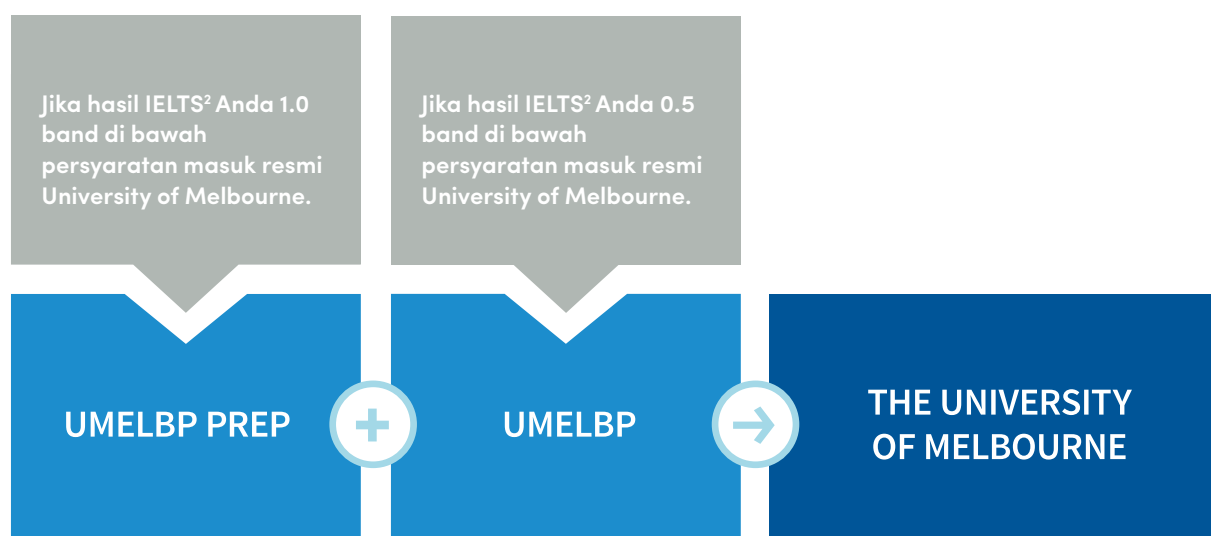 Jika hasil IELTS² Anda 1.0
band di bawah
persyaratan masuk resmi
University of Melbourne.
Jika hasil IELTS² Anda 0.5
band di bawah
persyaratan masuk resmi
University of Melbourne.
UMELBP PREP
UMELBP
THE UNIVERSITY
OF MELBOURNE